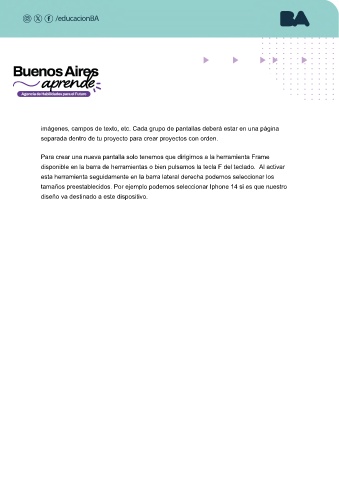 /educacionBA
BA
Buenos Aires
aprende
Agencia de Habilidades para el Futuro
imágenes, campos de texto, etc. Cada grupo de pantallas deberá estar en una página
separada dentro de tu proyecto para crear proyectos con orden.
Para crear una nueva pantalla solo tenemos que dirigirnos a la herramienta Frame
disponible en la barra de herramientas o bien pulsamos la tecla F del teclado. Al activar
esta herramienta seguidamente en la barra lateral derecha podemos seleccionar los
tamaños preestablecidos. Por ejemplo podemos seleccionar Iphone 14 si es que nuestro
diseño va destinado a este dispositivo.